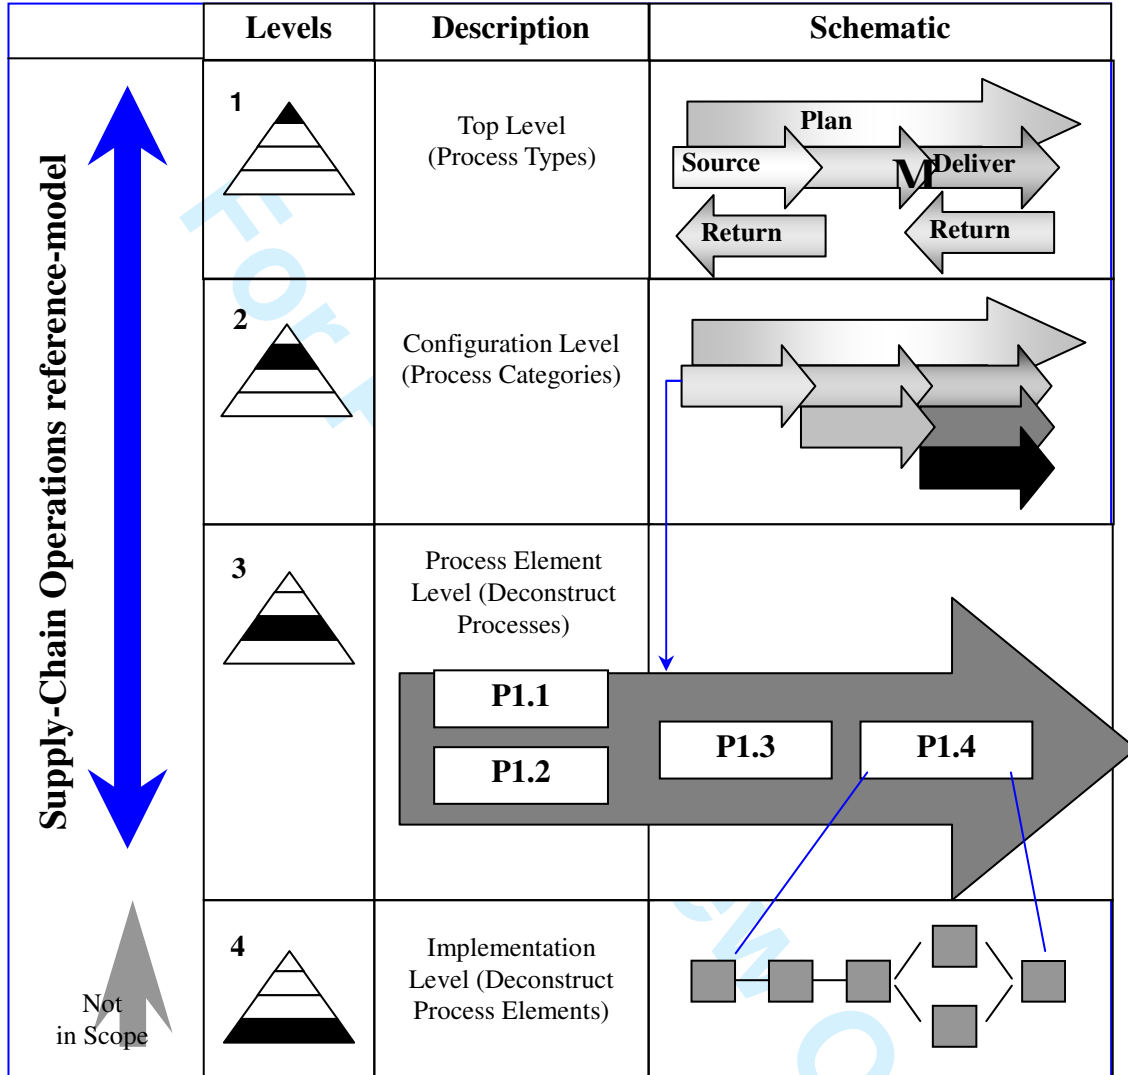 Levels
Description
Schematic
Supply-Chain Operations reference-model
1
Top Level
(Process Types)
Plan
Source
M
Deliver
Return
Return
2
Configuration Level
(Process Categories)
3
Process Element
Level (Deconstruct
Processes)
P1.1
P1.2
P1.3
P1.4
Not
in Scope
4
Implementation
Level (Deconstruct
Process Elements)
For